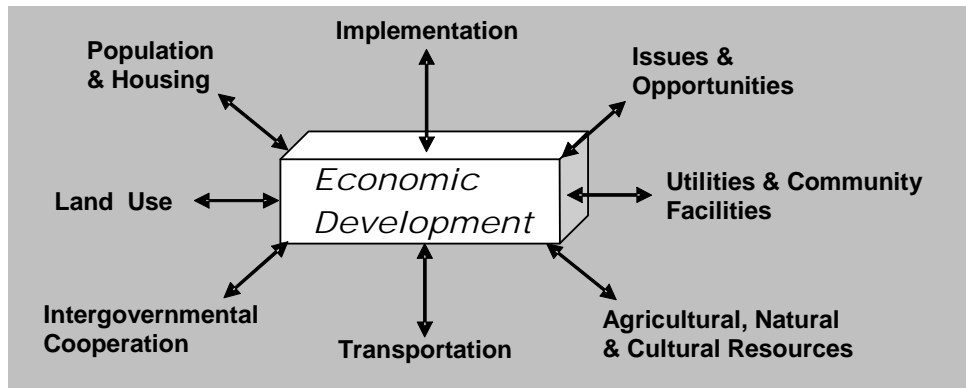 Implementation
Population
& Housing
Issues &
Opportunities
Economic
Development
Land Use
Utilities & Community
Facilities
Intergovernmental
Cooperation
Transportation
Agricultural, Natural
& Cultural Resources